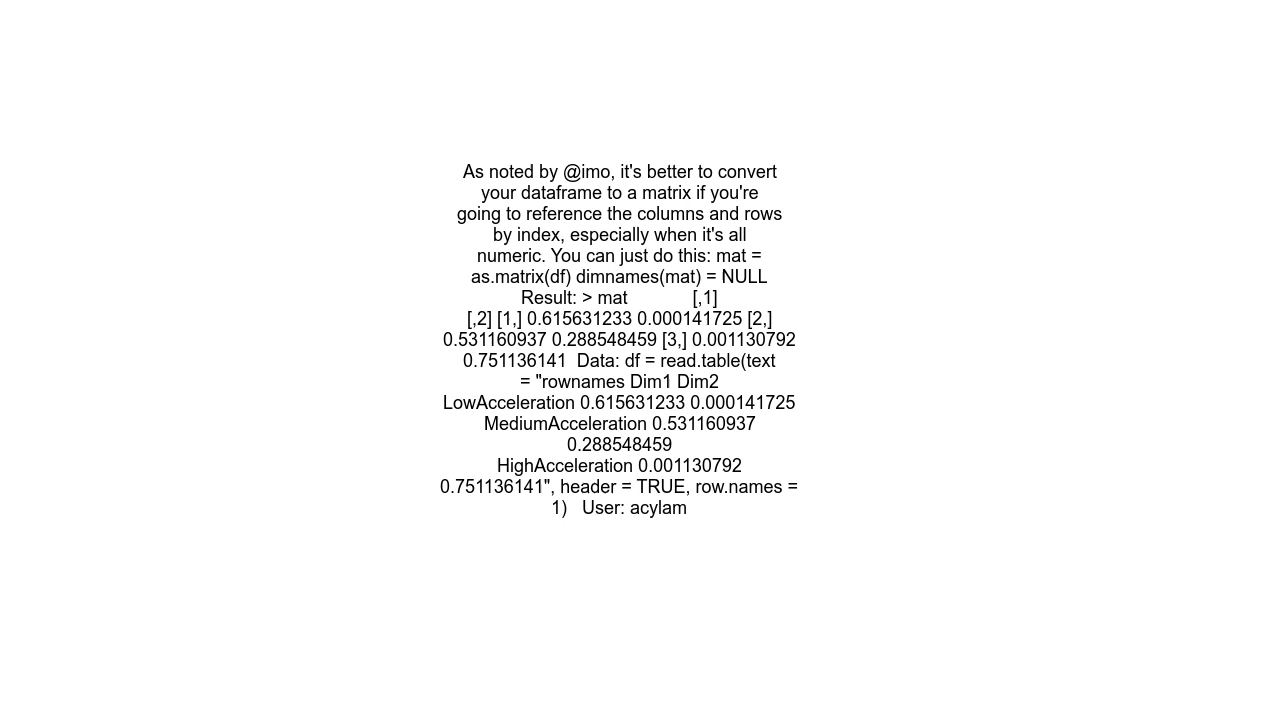 As noted by @imo, it's better to convert
your dataframe to a matrix if you're
going to reference the columns and rows
by index, especially when it's all
numeric. You can just do this: mat =
as.matrix(df) dimnames(mat) = NULL
Result: > mat             [,1]
[,2] [1,] 0.615631233 0.000141725 [2,]
0.531160937 0.288548459 [3,] 0.001130792
0.751136141  Data: df = read.table(text
= "rownames Dim1 Dim2
LowAcceleration 0.615631233 0.000141725
MediumAcceleration 0.531160937
0.288548459
HighAcceleration 0.001130792
0.751136141", header = TRUE, row.names =
1)   User: acylam